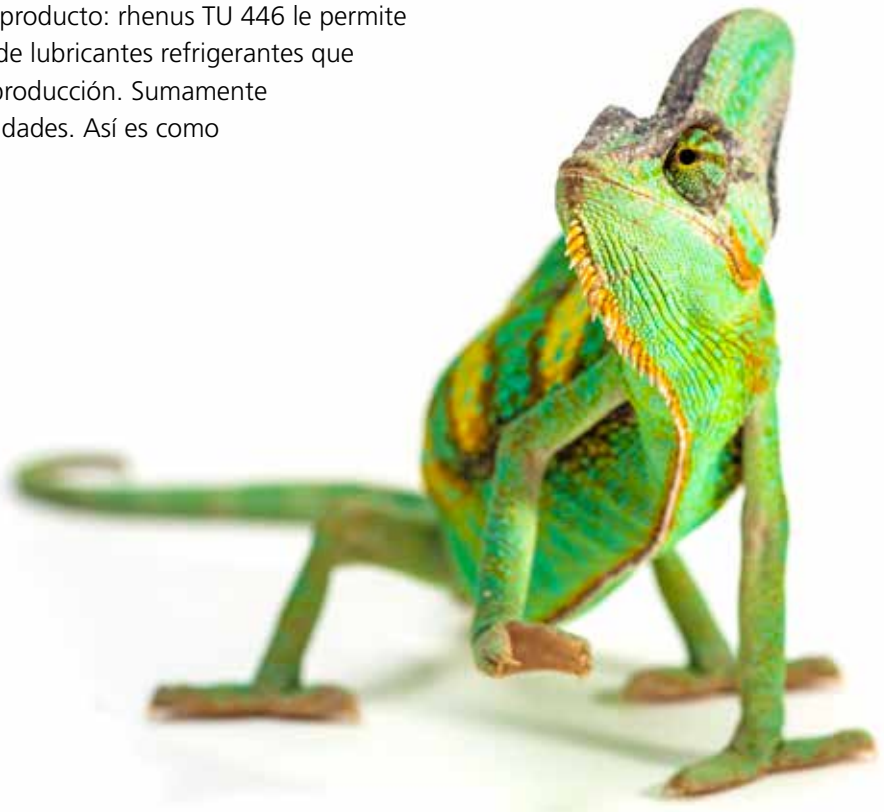 producto: rhenus TU 446 le permite
de lubricantes refrigerantes que
producción. Sumamente
dades. Así es como